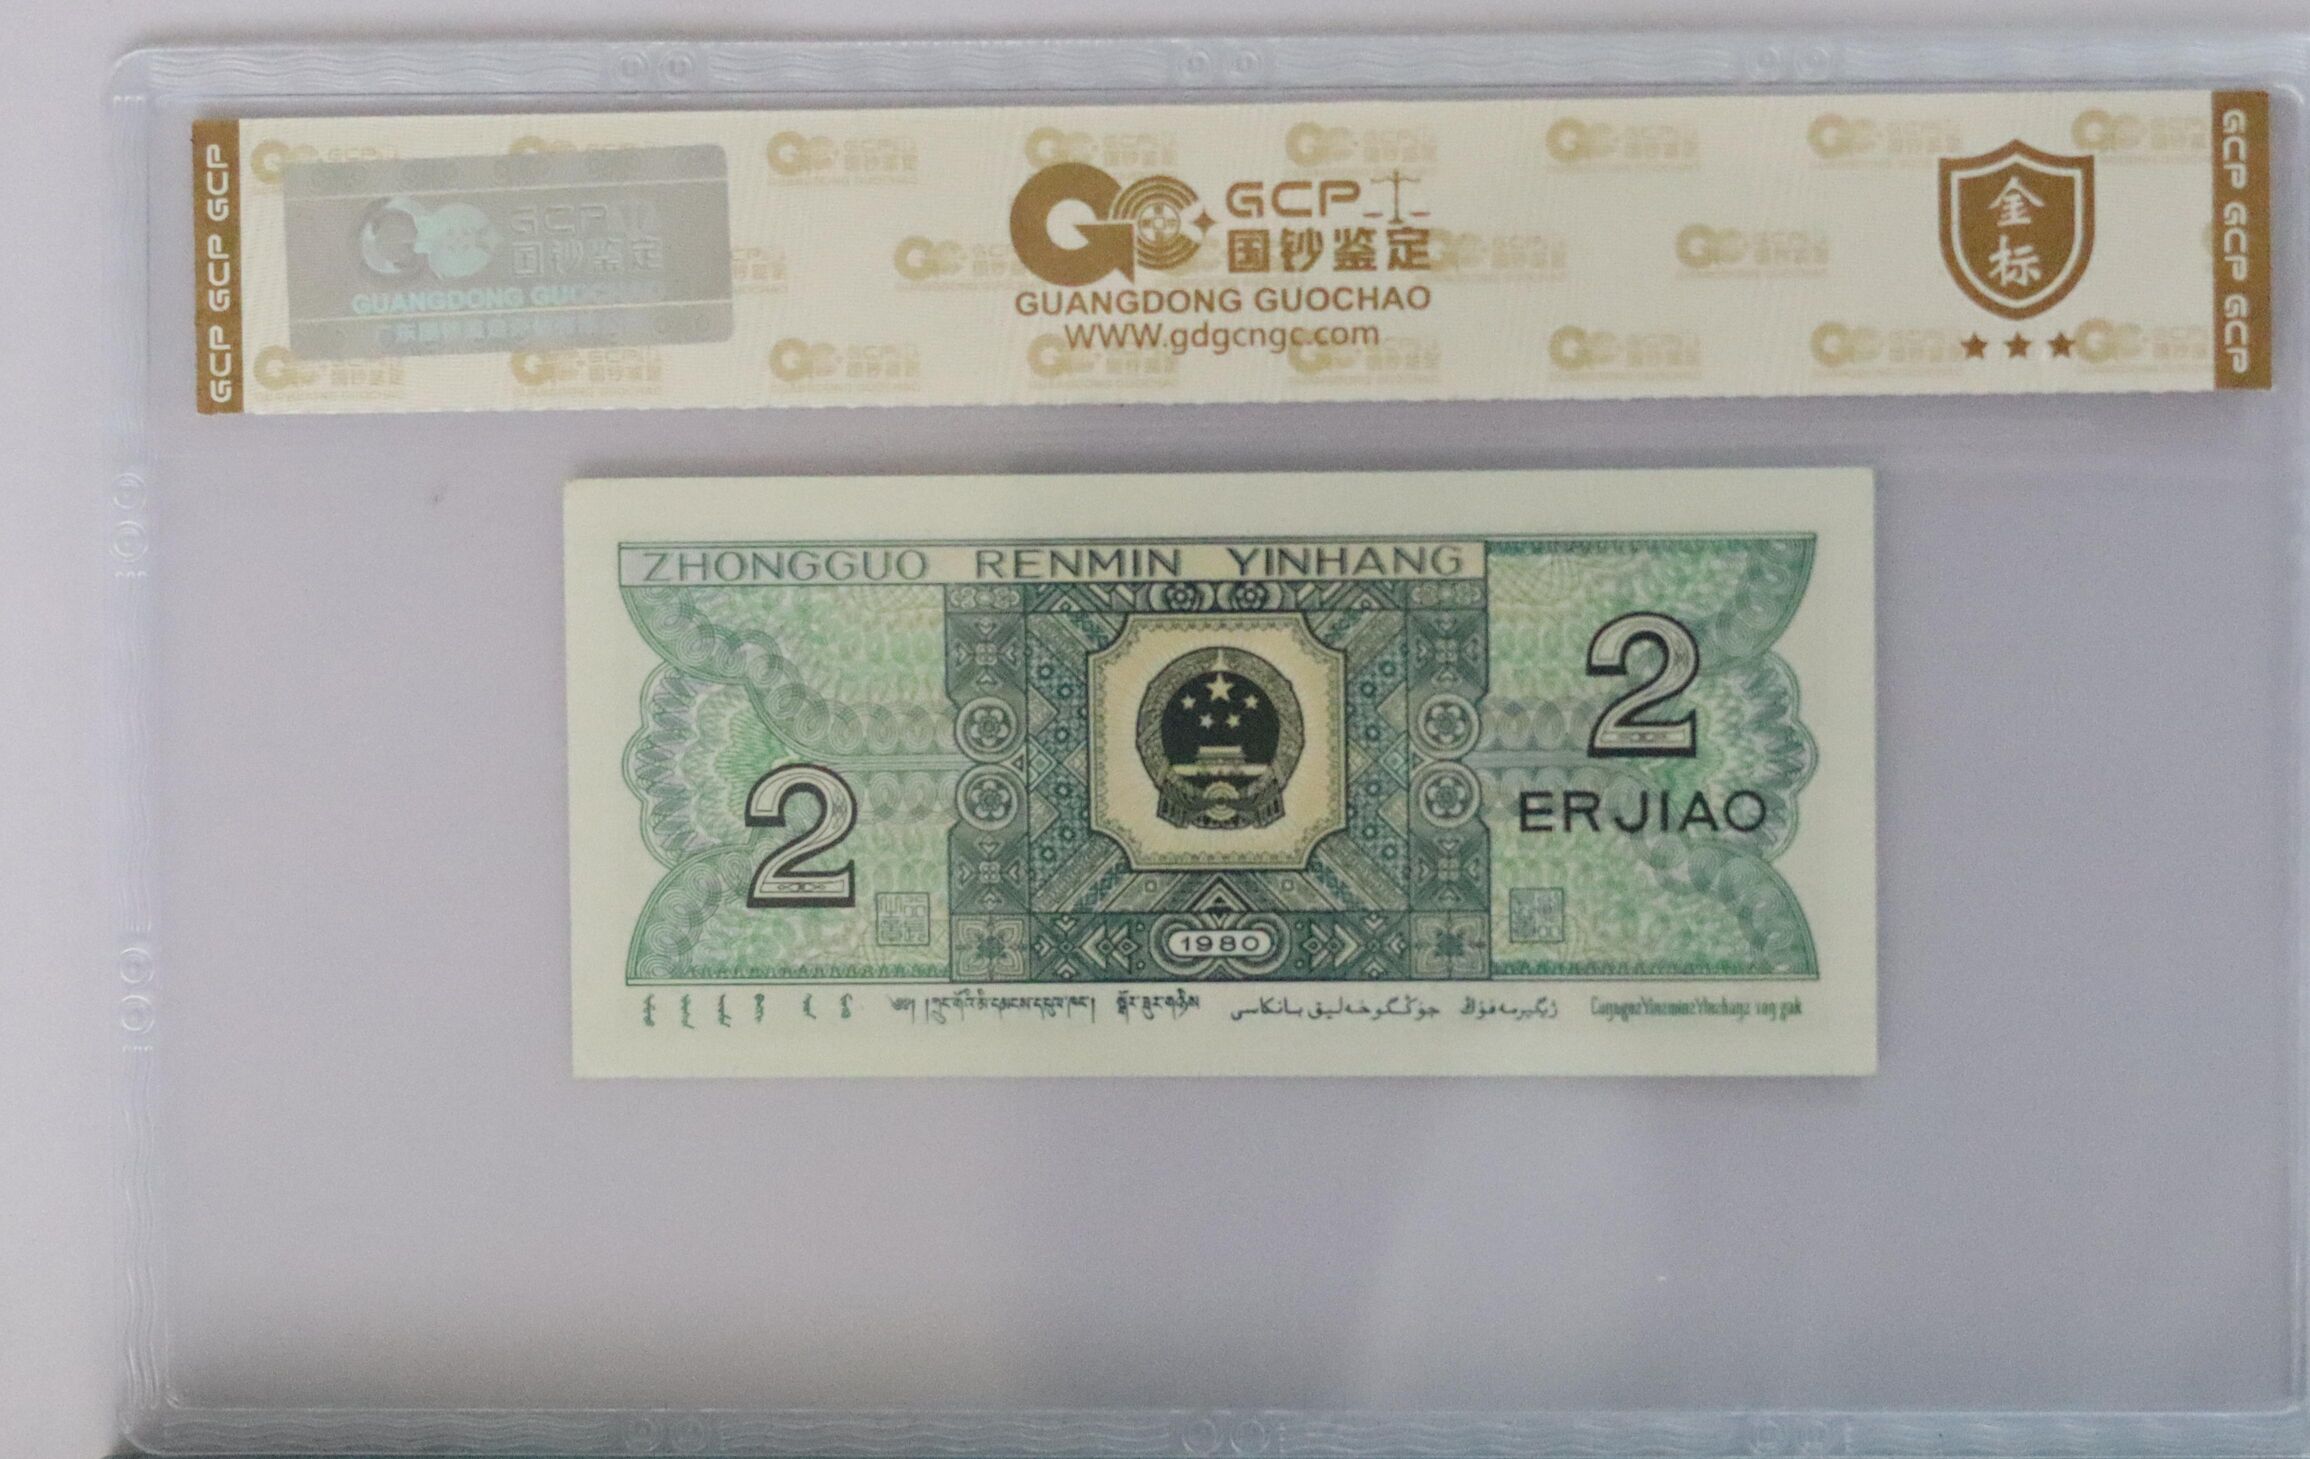 GCP GCP GCP
GCP
国钞鉴定
GUANGDONG GUOCHAO
GCP
国钞鉴定
GUANGDONG GUOCHAO
WWW.gdgcngc.com
金
标
GCP GCP GCP
ZHONGGUO RENMIN YINHANG
2
2
ERJIAO
1980